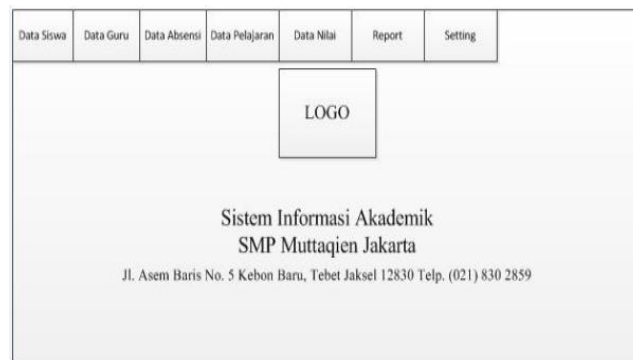 Data Siswa Data Guru Data Absensi Data Pelajaran Data Nilai Report Setting
LOGO
Sistem Informasi Akademik
SMP Muttaqien Jakarta
Jl. Asem Baris No. 5 Kebon Baru, Tebet Jaksel 12830 Telp. (021) 830 2859